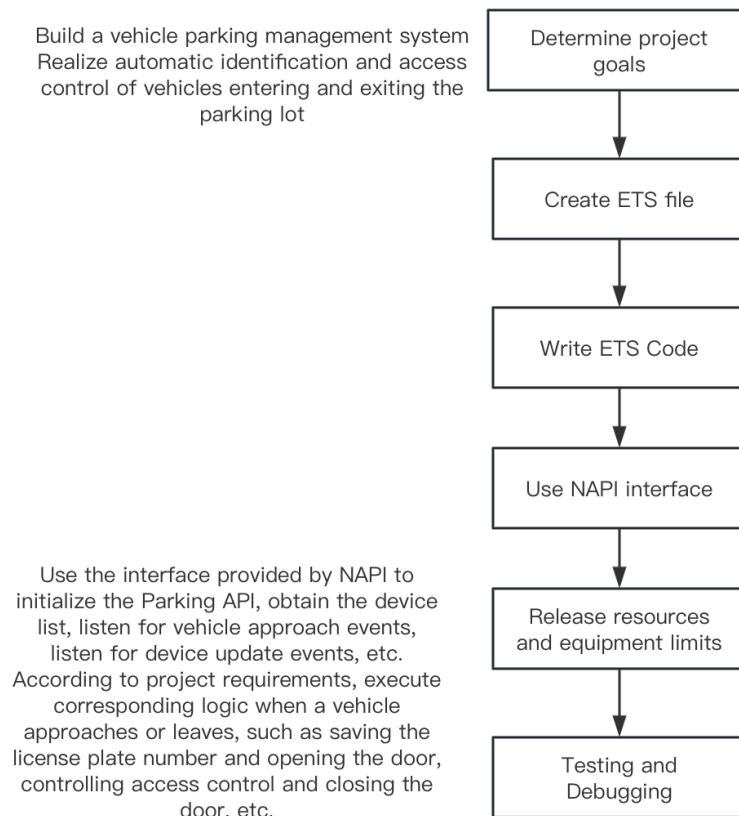 Build a vehicle parking management system
Realize automatic identification and access
control of vehicles entering and exiting the
parking lot
Determine project
goals
Create ETS file
Write ETS Code
Use NAPI interface
Use the interface provided by NAPI to
initialize the Parking API, obtain the device
list, listen for vehicle approach events,
listen for device update events, etc.
According to project requirements, execute
corresponding logic when a vehicle
approaches or leaves, such as saving the
license plate number and opening the door,
controlling access control and closing the
door, etc.
Release resources
and equipment limits
Testing and
Debugging